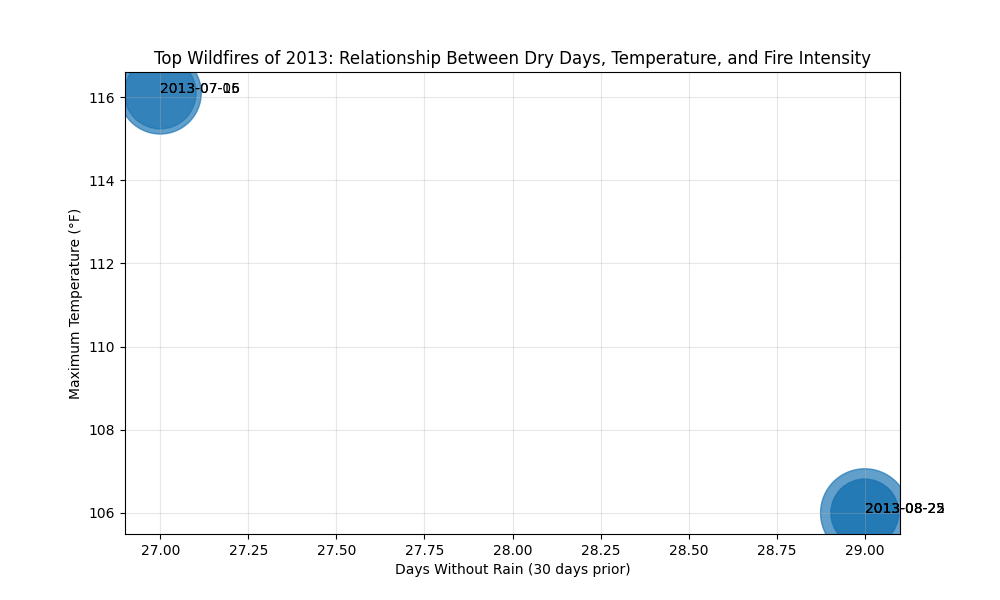 Top Wildfires of 2013: Relationship Between Dry Days, Temperature, and Fire Intensity
Maximum Temperature (°F)
116
114
112
110
108
106
2013-07-
2013-08-
27.00 27.25 27.50 27.75 28.00 28.25 28.50 28.75 29.00
Days Without Rain (30 days prior)